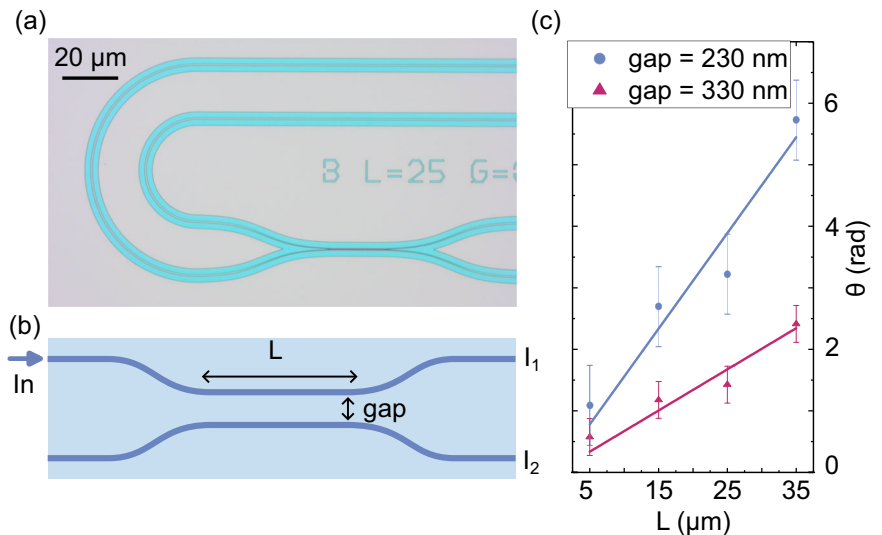 (a)
20 μm
B L=25 G=
(b)
L
In
gap
I₁
I₂
(c)
gap = 230 nm
gap = 330 nm
6
4
2
0
θ (rad)
5 15 25 35
L (μm)